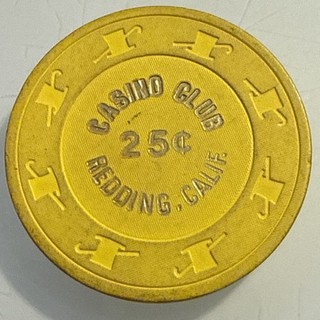 CASINO CLUB
25¢
REDDING, CALIF.